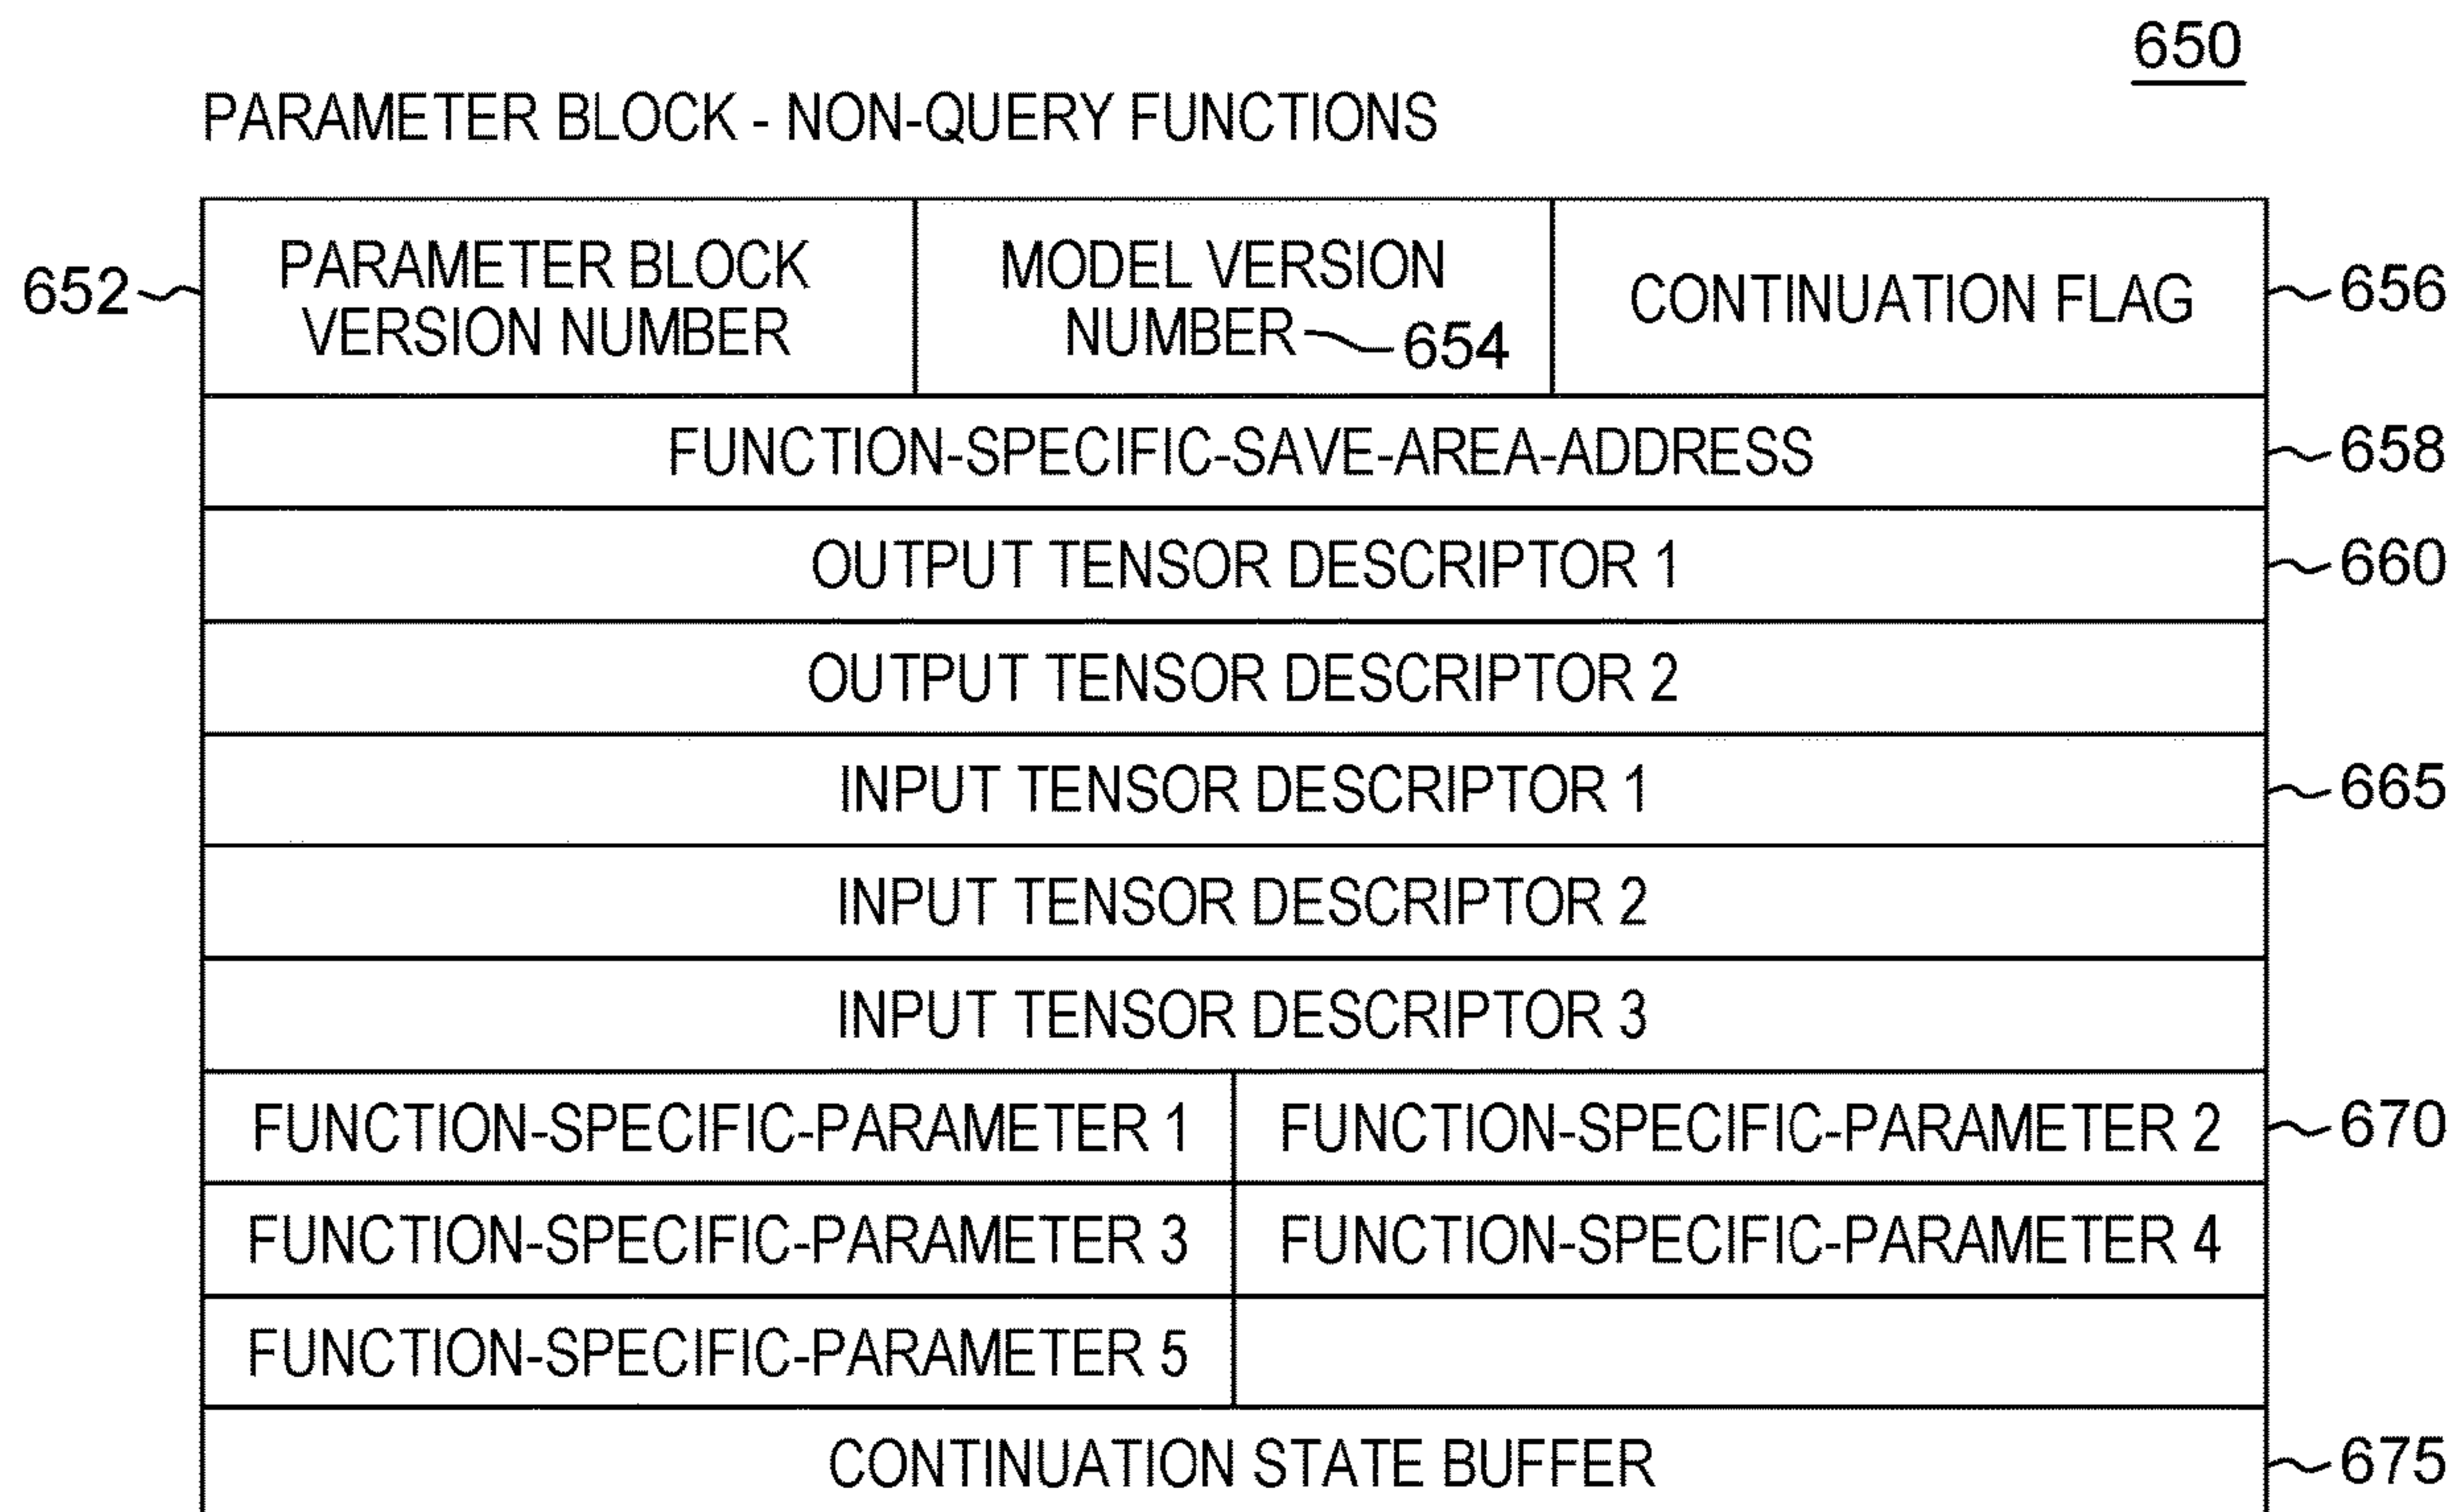 650
PARAMETER BLOCK - NON-QUERY FUNCTIONS
652
PARAMETER BLOCK
VERSION NUMBER
MODEL VERSION
NUMBER 654
CONTINUATION FLAG
656
FUNCTION-SPECIFIC-SAVE-AREA-ADDRESS 658
OUTPUT TENSOR DESCRIPTOR 1 660
OUTPUT TENSOR DESCRIPTOR 2
INPUT TENSOR DESCRIPTOR 1 665
INPUT TENSOR DESCRIPTOR 2
INPUT TENSOR DESCRIPTOR 3
FUNCTION-SPECIFIC-PARAMETER 1 FUNCTION-SPECIFIC-PARAMETER 2 670
FUNCTION-SPECIFIC-PARAMETER 3 FUNCTION-SPECIFIC-PARAMETER 4
FUNCTION-SPECIFIC-PARAMETER 5
CONTINUATION STATE BUFFER 675